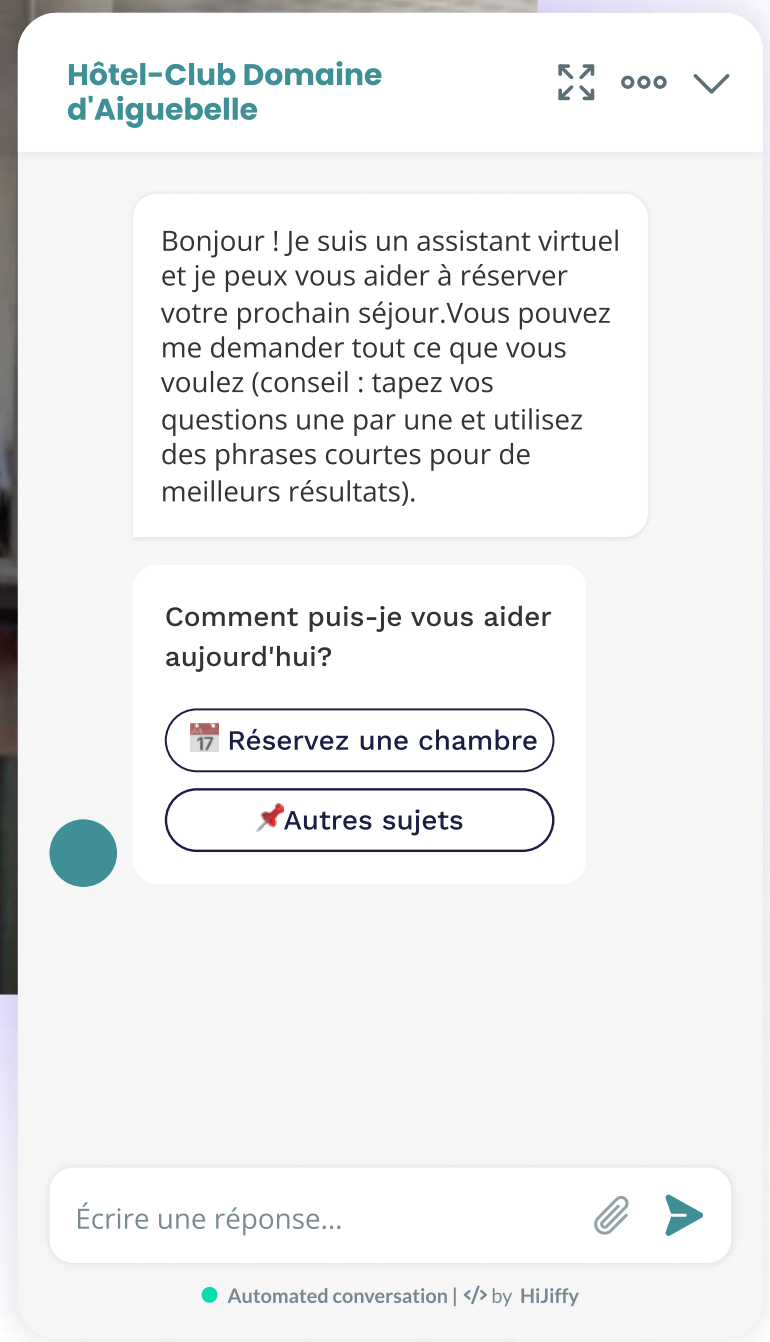 Hôtel-Club Domaine
d'Aiguebelle
Bonjour ! Je suis un assistant virtuel
et je peux vous aider à réserver
votre prochain séjour.Vous pouvez
me demander tout ce que vous
voulez (conseil : tapez vos
questions une par une et utilisez
des phrases courtes pour de
meilleurs résultats).
Comment puis-je vous aider
aujourd'hui?
17 Réservez une chambre
Autres sujets
Écrire une réponse...
Automated conversation | </> by HiJiffy